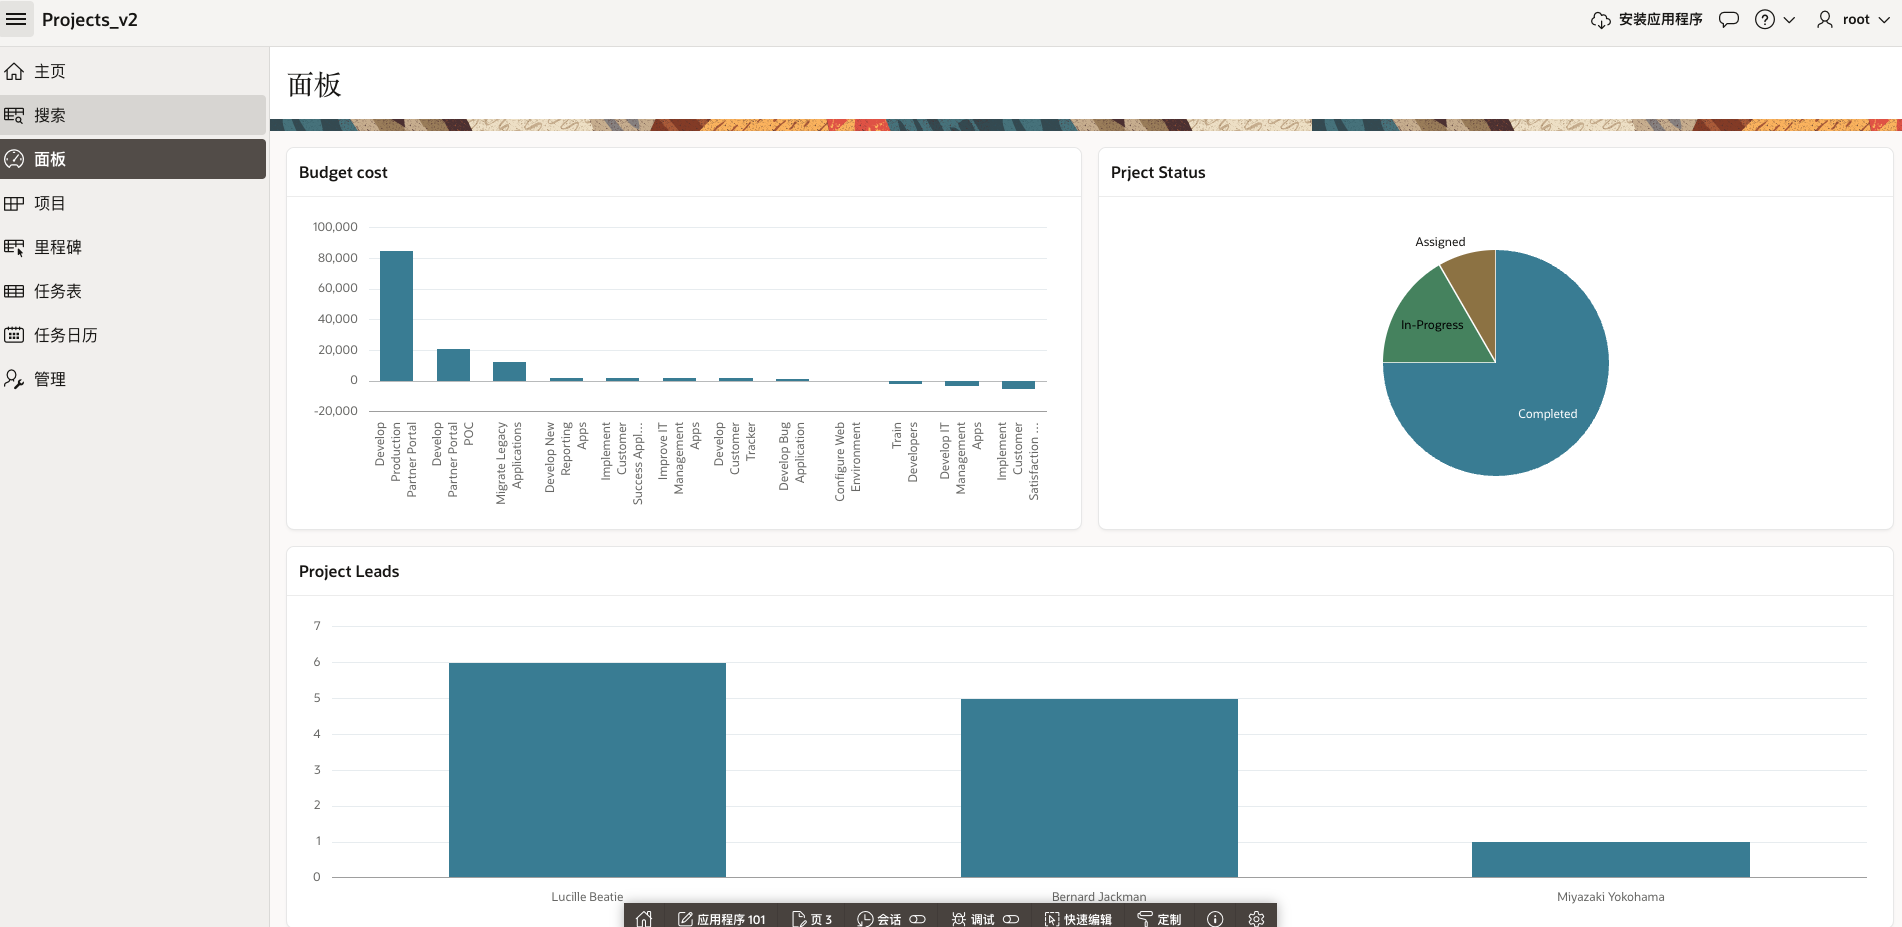 Projects_v2
安装应用程序
root
主页
搜索
面板
项目
里程碑
任务表
任务日历
管理
面板
Budget cost
100,000
80,000
60,000
40,000
20,000
0
-20,000
Develop
Production
Partner Portal
Develop
Partner Portal
POC
Migrate Legacy
Applications
Develop New
Reporting
Apps
Implement
Customer
Success Appl...
Improve IT
Management
Apps
Develop
Customer
Tracker
Develop Bug
Application
Configure Web
Environment
Train
Developers
Develop IT
Management
Apps
Implement
Customer
Satisfaction ...
Prject Status
Assigned
In-Progress
Completed
Project Leads
7
6
5
4
3
2
1
0
Lucille Beatie
Bernard Jackman
Miyazaki Yokohama
应用程序 101
页 3
会话
调试
快速编辑
定制